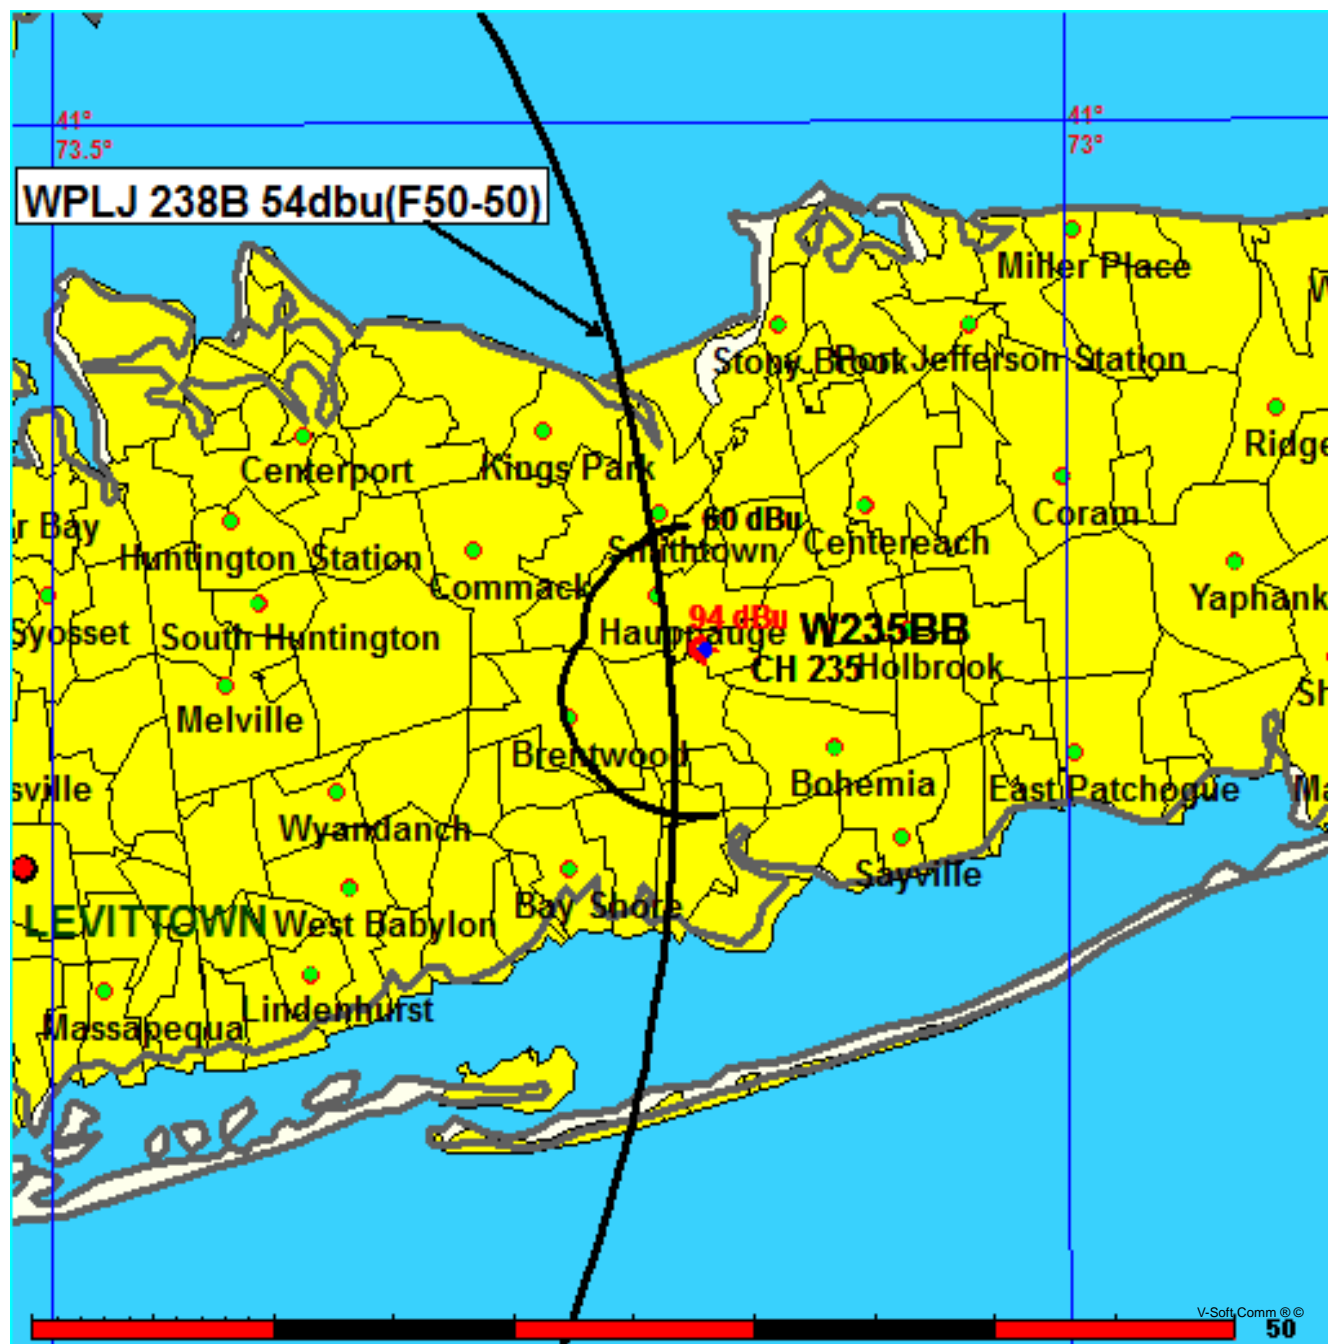 41°
73.5°
41°
73°
WPLJ 238B 54dbu(F50-50)
Miller Place
W
Stony Brook
Port Jefferson Station
Centerport
Kings Park
Ridge
r Bay
Coram
60 dBu
Huntington Station
Smithtown
Centereach
Commack
Yaphank
Syosset
South Huntington
94 dBu
Hauppauge
W235BB
CH 235
Holbrook
Sh
Melville
Brentwood
Bohemia
sville
East Patchogue
Ma
Wyandanch
Sayville
LEVITTOWN
West Babylon
Bay Shore
Massapequa
Lindenhurst
V-Soft Comm ® ©
50